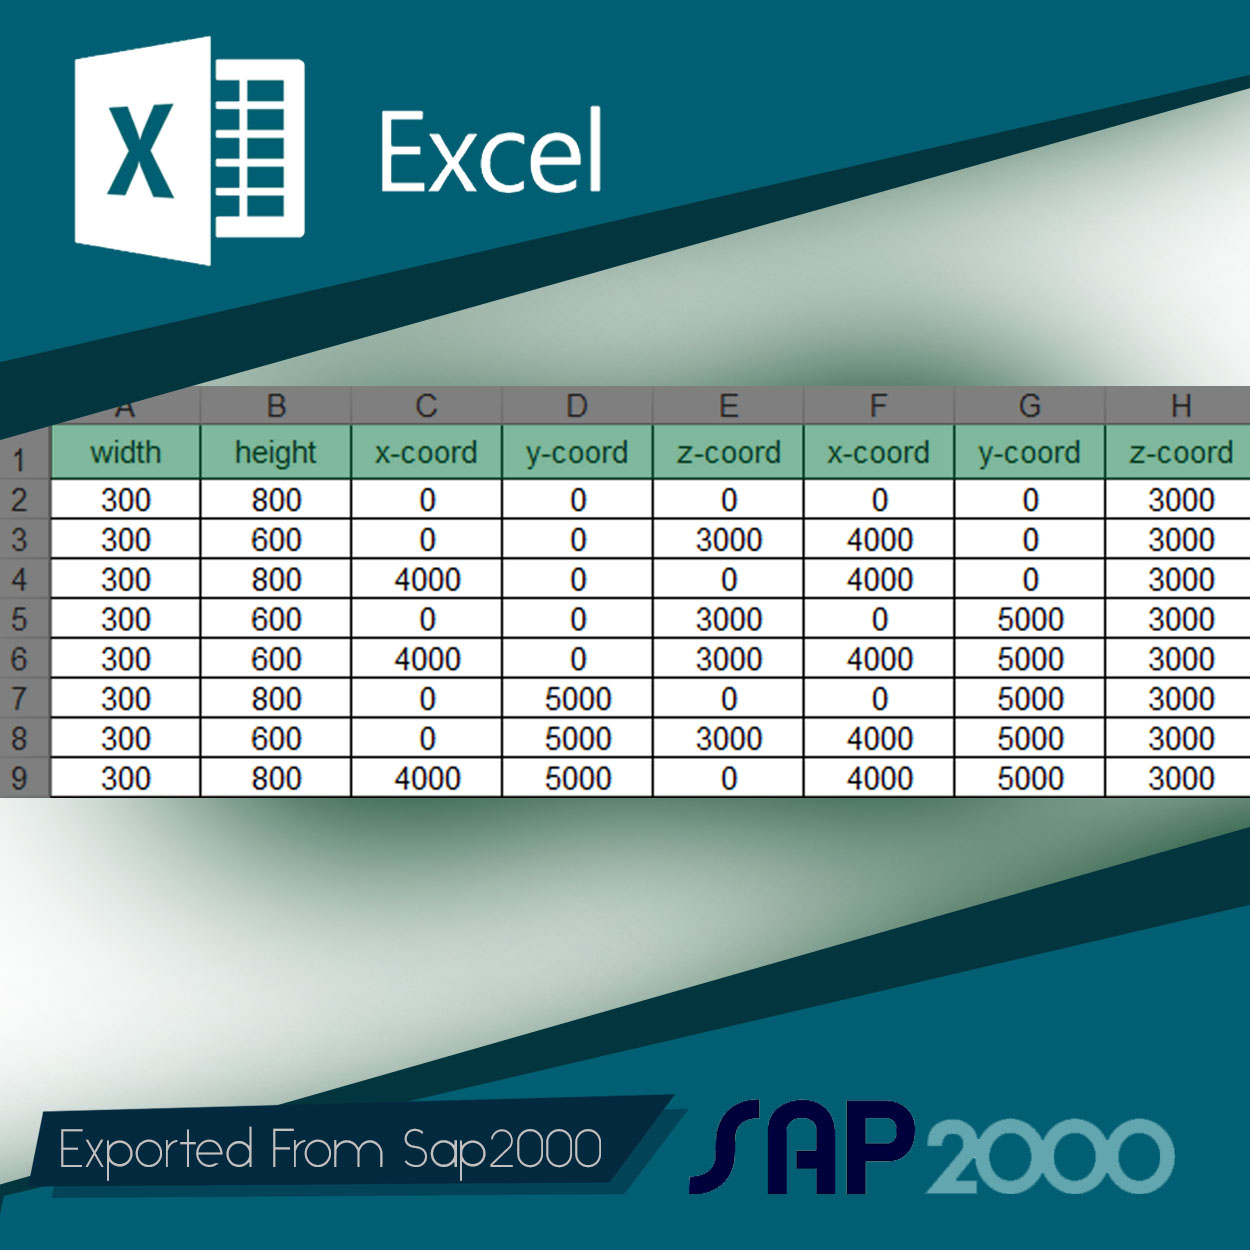 X
Excel
A B C D E F G H
1 width height x-coord y-coord z-coord x-coord y-coord z-coord
2 300 800 0 0 0 0 0 3000
3 300 600 0 0 3000 4000 0 3000
4 300 800 4000 0 0 4000 0 3000
5 300 600 0 0 3000 0 5000 3000
6 300 600 4000 0 3000 4000 5000 3000
7 300 800 0 5000 0 0 5000 3000
8 300 600 0 5000 3000 4000 5000 3000
9 300 800 4000 5000 0 4000 5000 3000
Exported From Sap2000
SAP2000